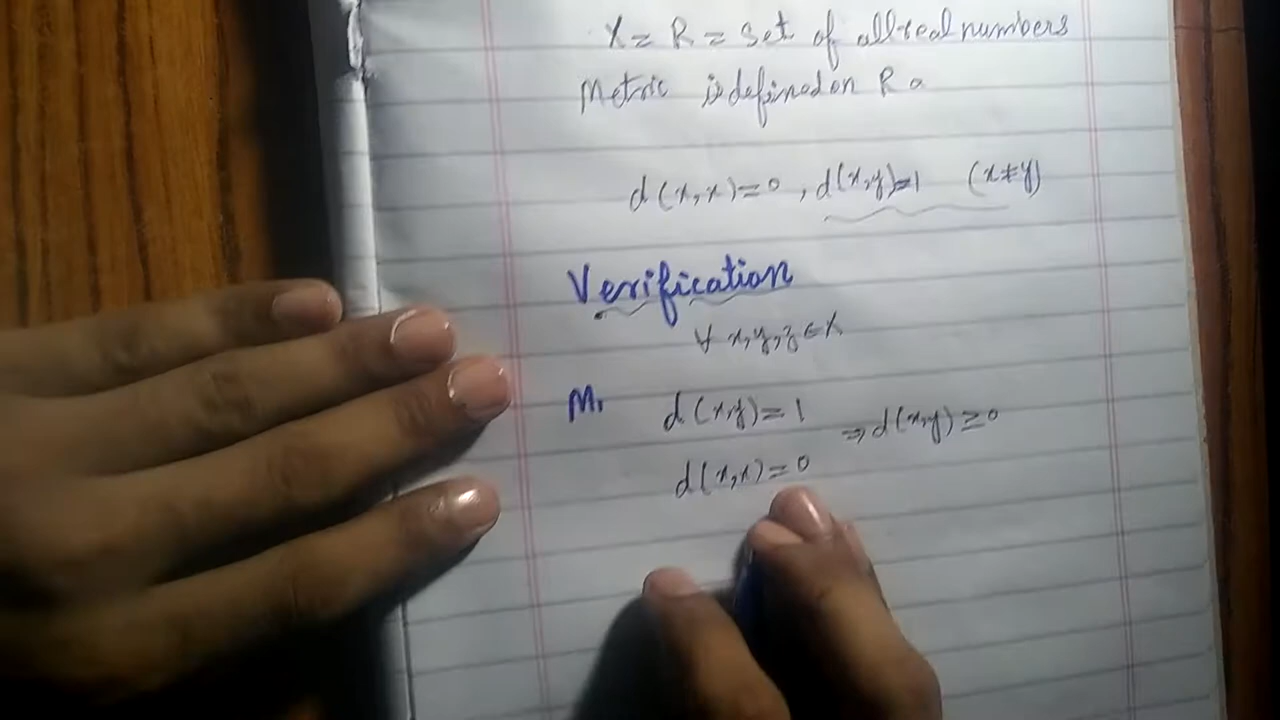 X = R = Set of all real numbers
Metric is defined on R a
d(x,x)=0, d(x,y)=1 (x≠y)
Verification
∀ x,y,z ∈ X
M₁ d(x,y)=1 ⇒ d(x,y) ≥ 0
d(x,x)=0